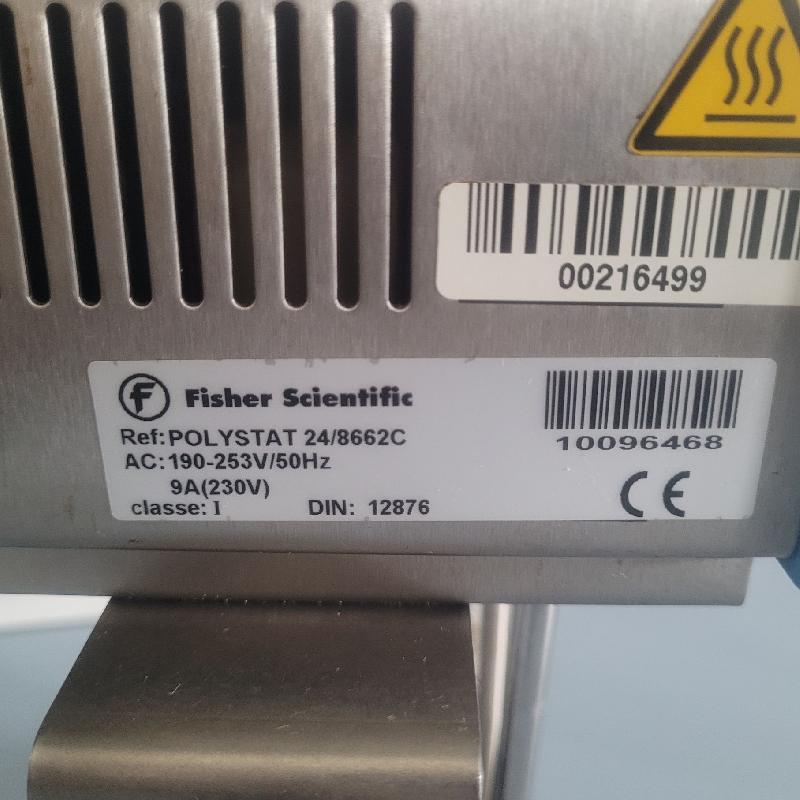 00216499
F Fisher Scientific
Ref:POLYSTAT 24/8662C
AC:190-253V/50Hz
9A(230V)
classe: I DIN: 12876
10096468
CE